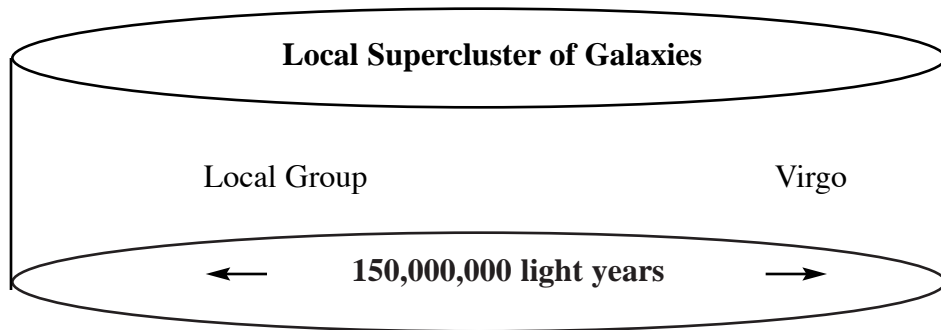 Local Supercluster of Galaxies
Local Group Virgo
150,000,000 light years